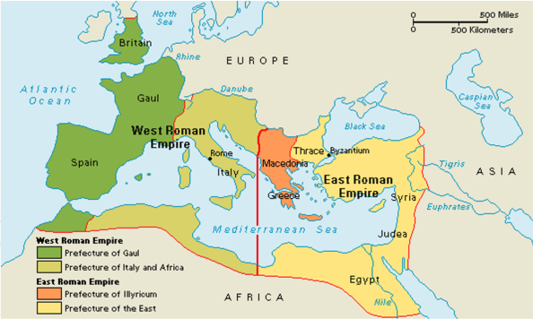 North
Sea
0 500 Miles
0 500 Kilometers
Britain
Rhine
EUROPE
Atlantic
Ocean
Gaul
Danube
Caspian
Sea
West Roman
Empire
Black Sea
Thrace
Byzantium
Rome
Spain
Italy
Macedonia
Tigris
ASIA
East Roman
Empire
Greece
Syria
Euphrates
Mediterranean Sea
Judea
West Roman Empire
Prefecture of Gaul
Prefecture of Italy and Africa
East Roman Empire
Prefecture of Illyricum
Prefecture of the East
Egypt
AFRICA
Nile